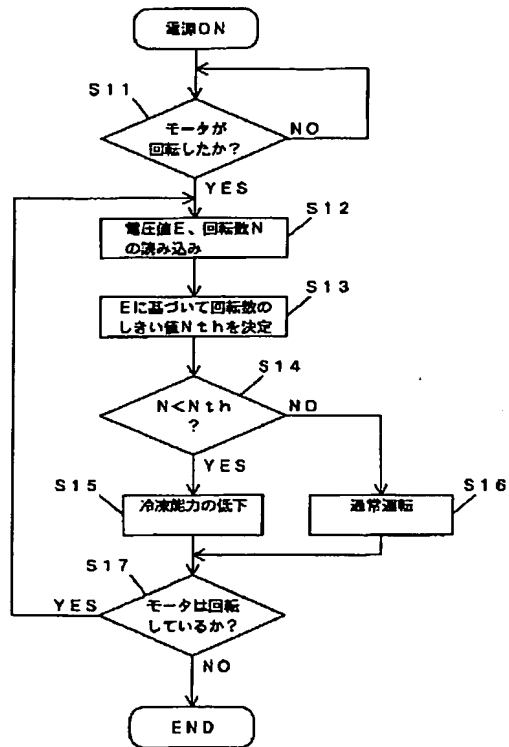 電源ON
S11
モータが
回転したか?
NO
YES
S12
電圧値E、回転数N
の読み込み
S13
Eに基づいて回転数の
しきい値Nthを決定
S14
N<Nth
?
NO
YES
S15
冷凍能力の低下
通常運転
S16
S17
YES
モータは回転
しているか?
NO
END